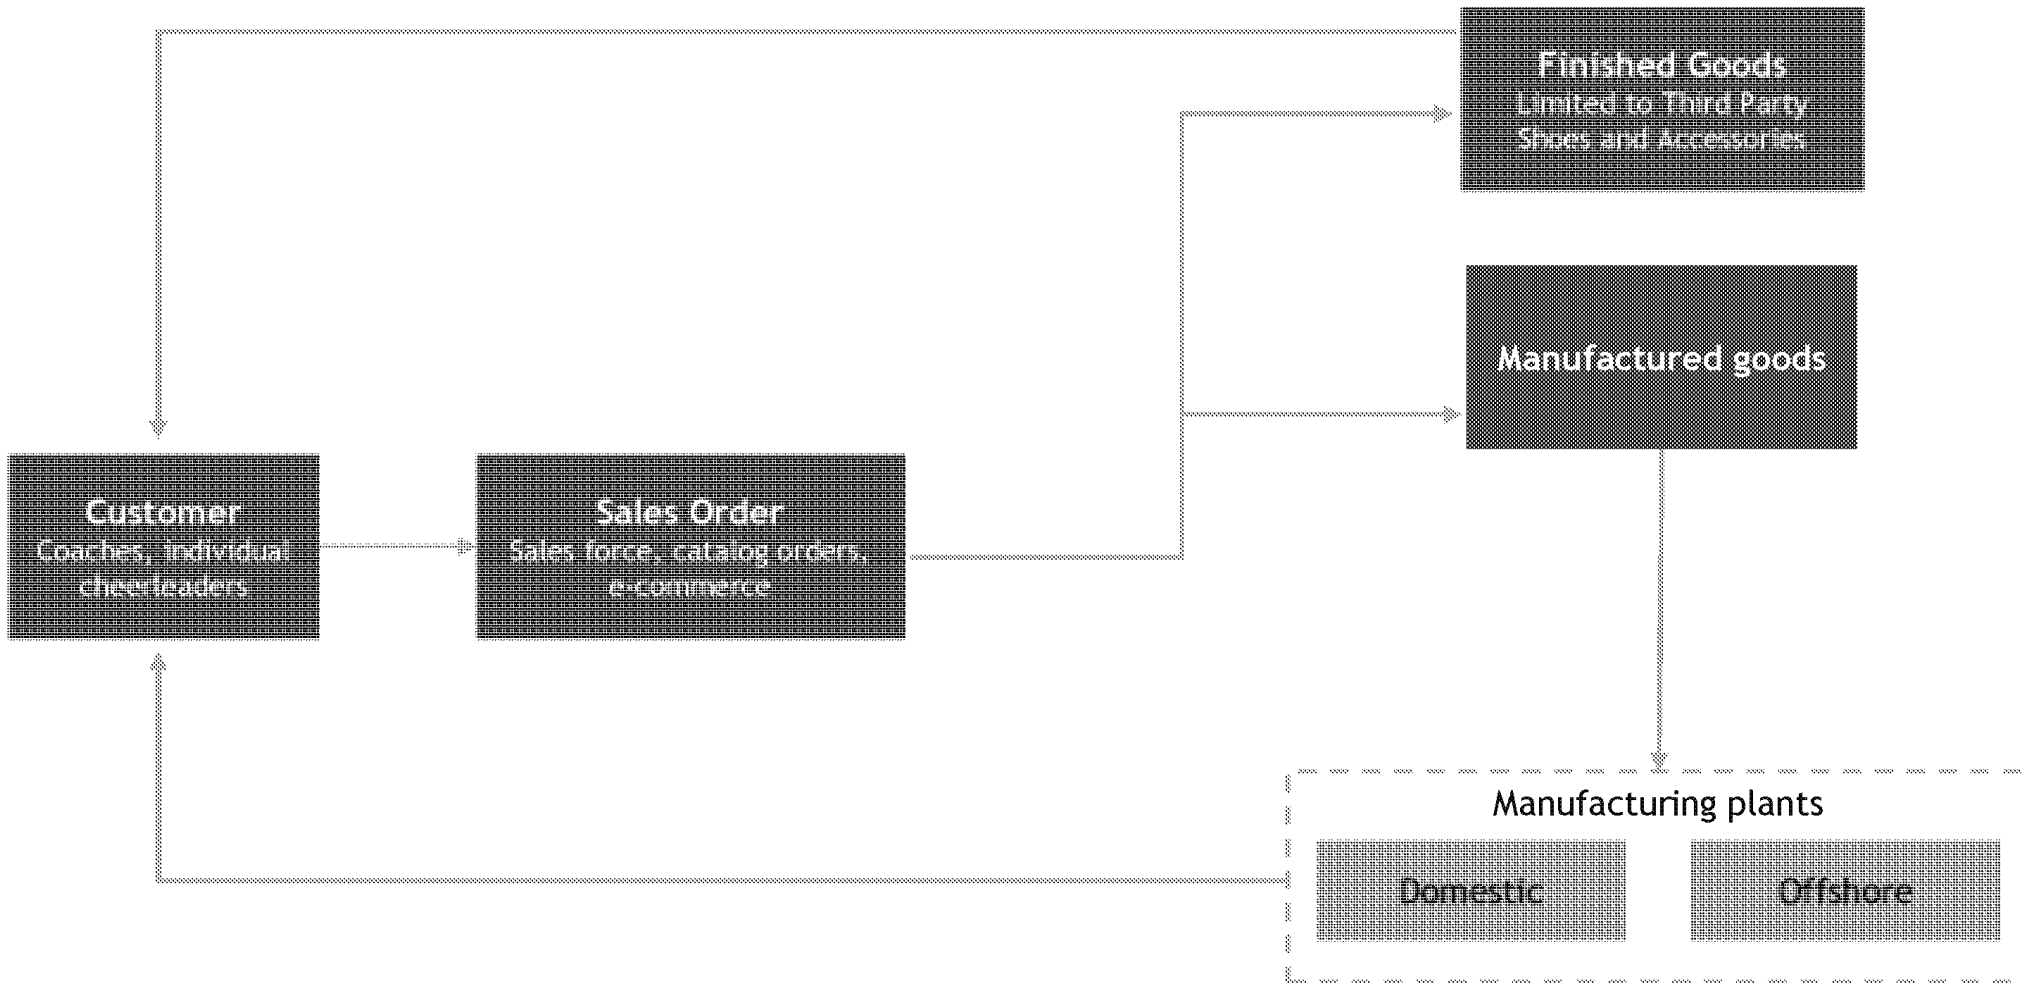 Finished Goods
Limited to Third Party
Shoes and Accessories
Manufactured goods
Customer
Coaches, individual
cheerleaders
Sales Order
Sales force, catalog orders,
e-commerce
Manufacturing plants
Domestic
Offshore